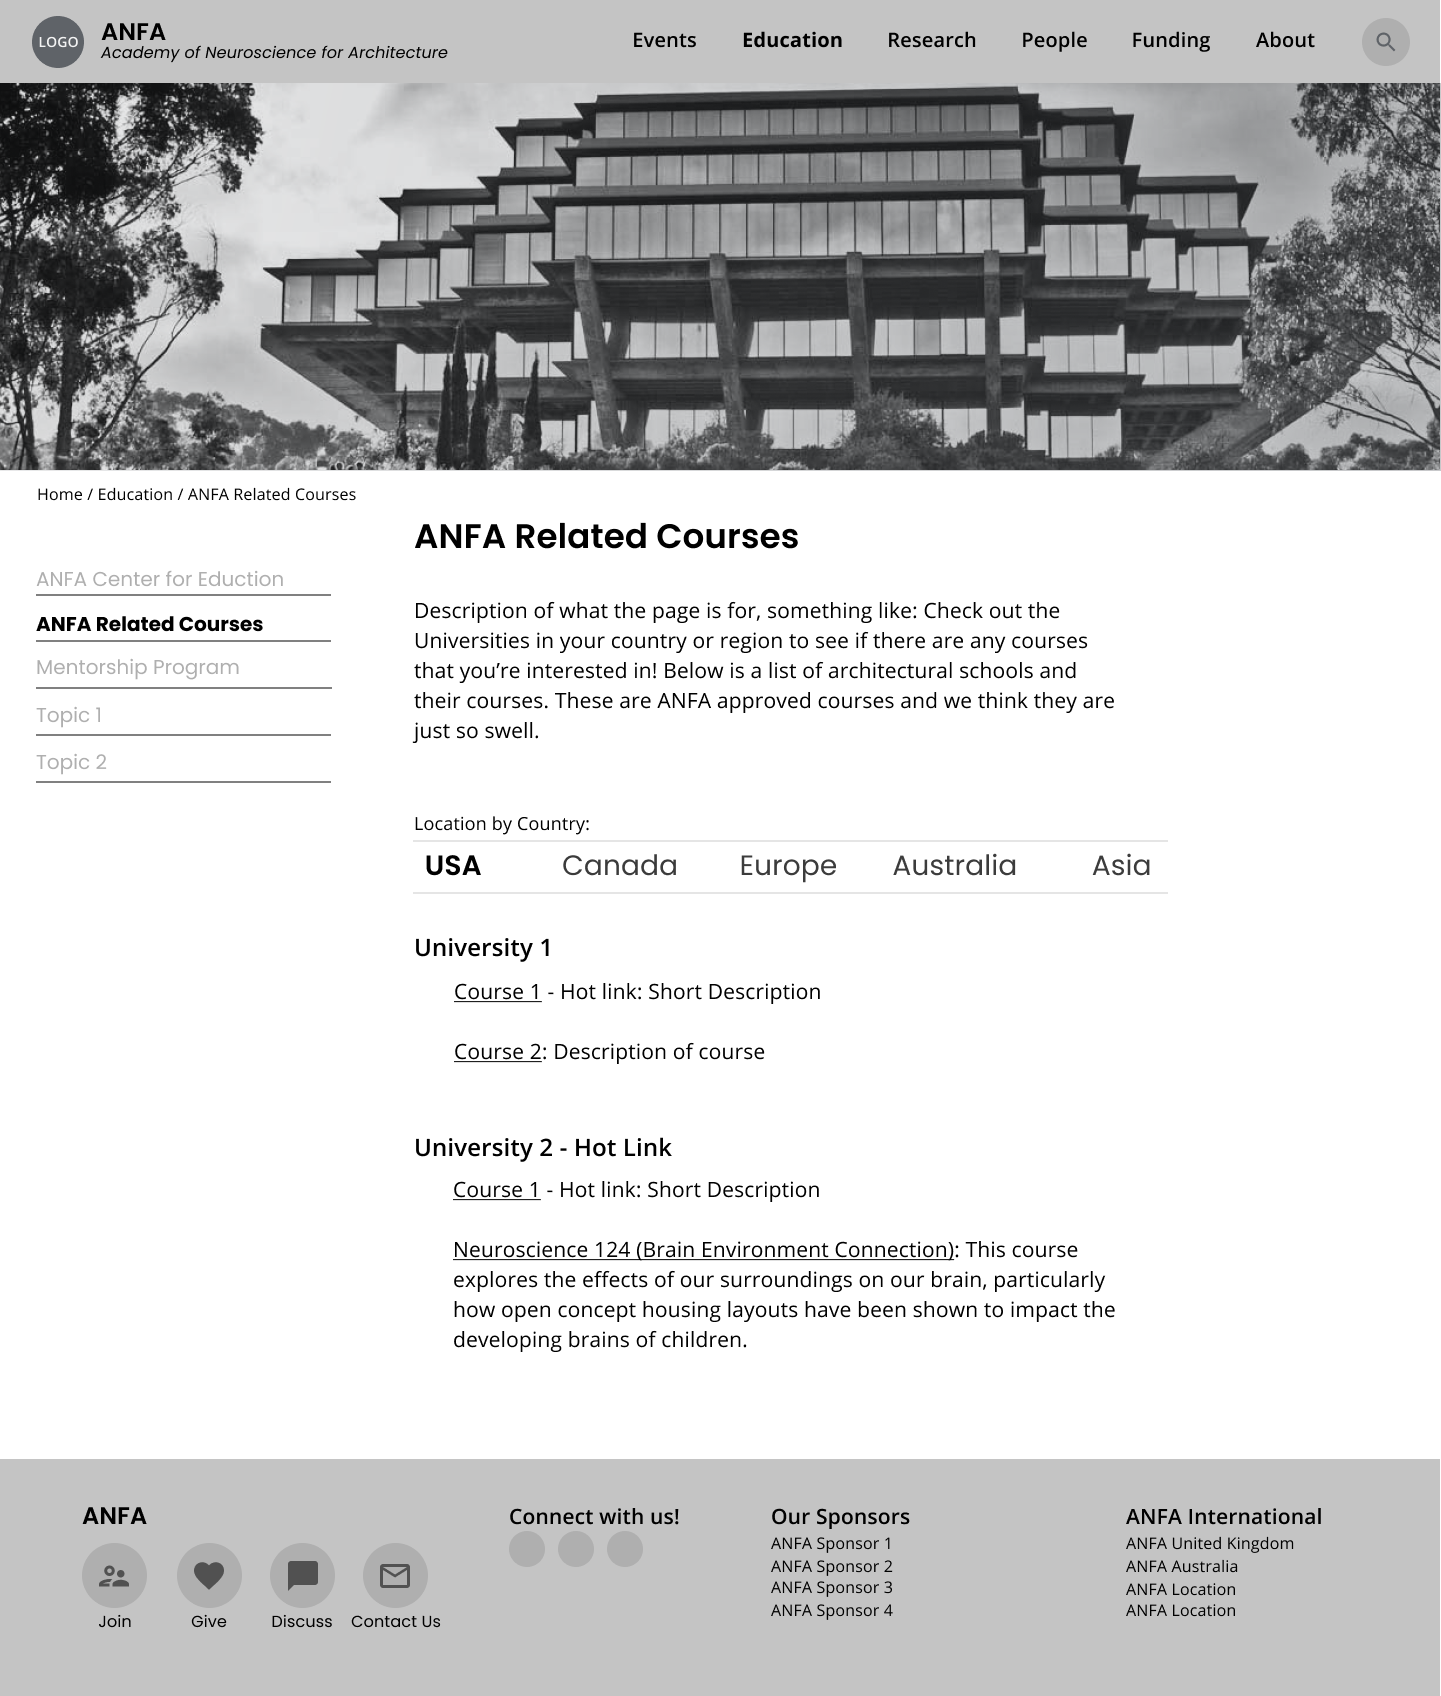 LOGO
ANFA
Academy of Neuroscience for Architecture
Events
Education
Research
People
Funding
About
Home / Education / ANFA Related Courses
ANFA Center for Eduction
ANFA Related Courses
Mentorship Program
Topic 1
Topic 2
ANFA Related Courses
Description of what the page is for, something like: Check out the
Universities in your country or region to see if there are any courses
that you’re interested in! Below is a list of architectural schools and
their courses. These are ANFA approved courses and we think they are
just so swell.
Location by Country:
USA
Canada
Europe
Australia
Asia
University 1
Course 1 - Hot link: Short Description
Course 2: Description of course
University 2 - Hot Link
Course 1 - Hot link: Short Description
Neuroscience 124 (Brain Environment Connection): This course
explores the effects of our surroundings on our brain, particularly
how open concept housing layouts have been shown to impact the
developing brains of children.
ANFA
Join
Give
Discuss
Contact Us
Connect with us!
Our Sponsors
ANFA Sponsor 1
ANFA Sponsor 2
ANFA Sponsor 3
ANFA Sponsor 4
ANFA International
ANFA United Kingdom
ANFA Australia
ANFA Location
ANFA Location